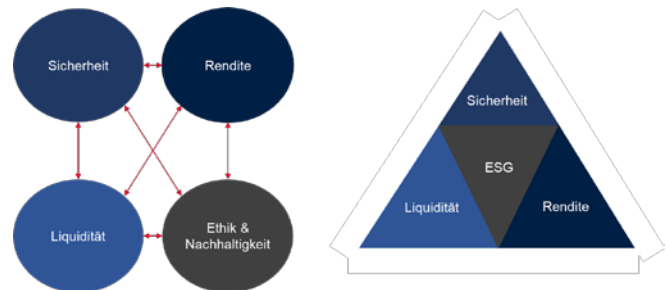 Sicherheit
Rendite
Liquidität
Ethik &
Nachhaltigkeit
Sicherheit
ESG
Liquidität
Rendite